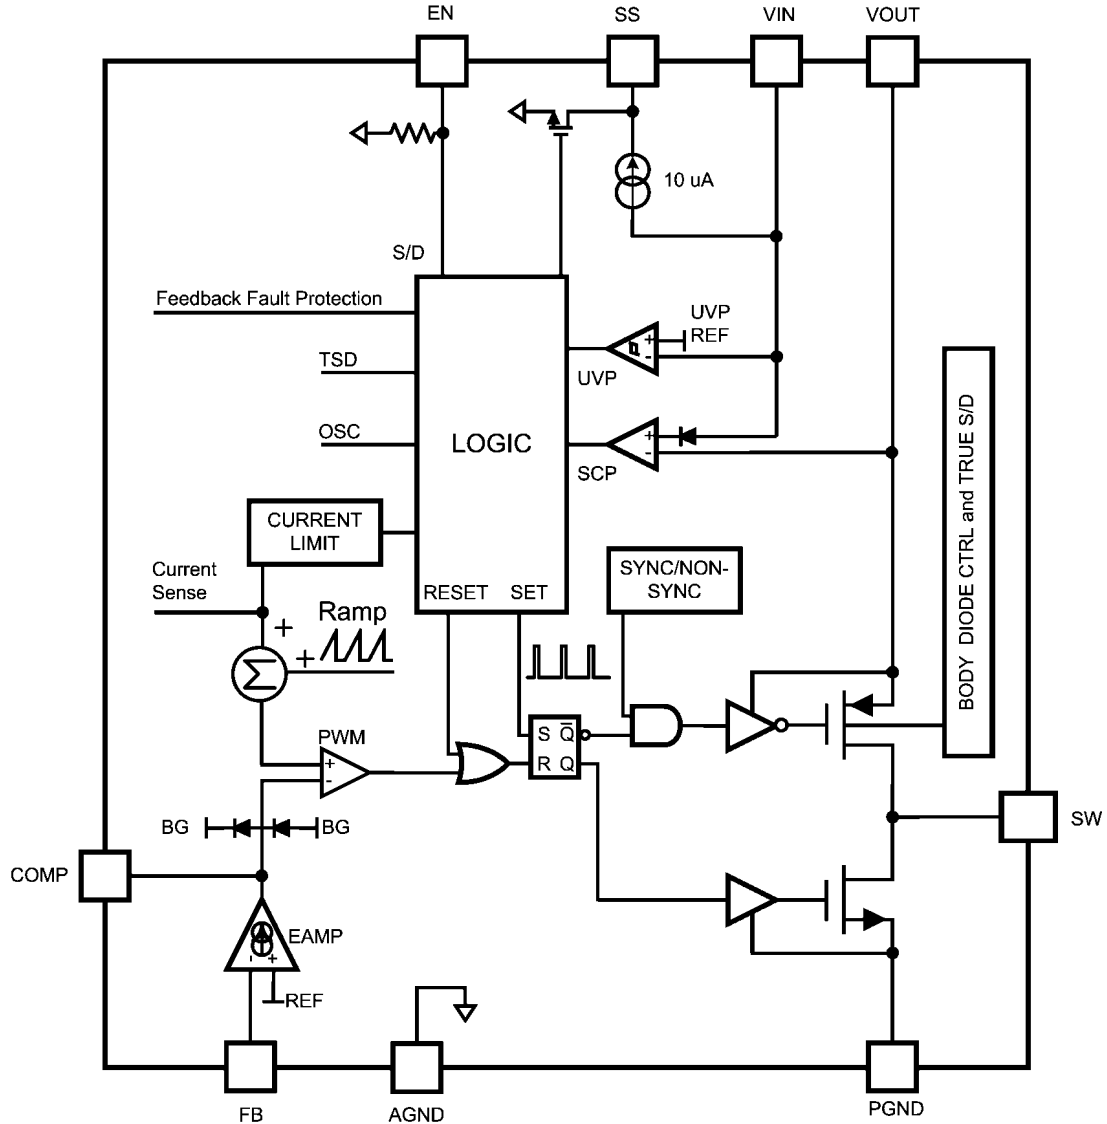 EN
SS
VIN
VOUT
10 uA
S/D
Feedback Fault Protection
UVP
REF
TSD
UVP
OSC
LOGIC
SCP
BODY DIODE CTRL and TRUE S/D
CURRENT
LIMIT
Current
Sense
RESET
SET
SYNC/NON-
SYNC
Ramp
+
+
Σ
S Q̅
R Q
PWM
+
-
BG
BG
SW
COMP
EAMP
- +
REF
FB
AGND
PGND
+
-
+
-